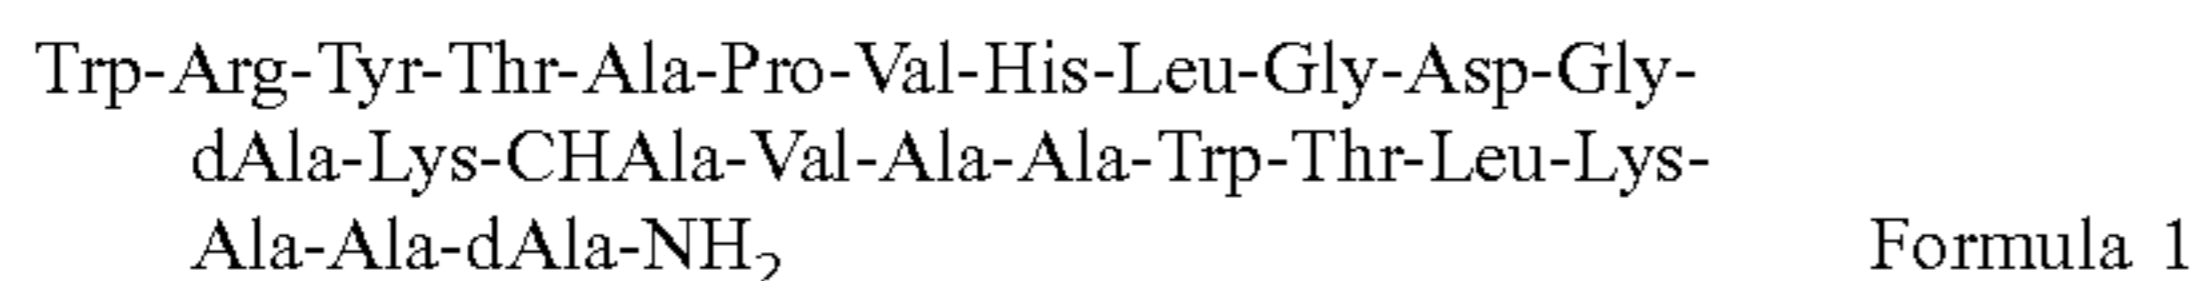 Trp-Arg-Tyr-Thr-Ala-Pro-Val-His-Leu-Gly-Asp-Gly-
dAla-Lys-CHAla-Val-Ala-Ala-Trp-Thr-Leu-Lys-
Ala-Ala-dAla-NH₂ Formula 1